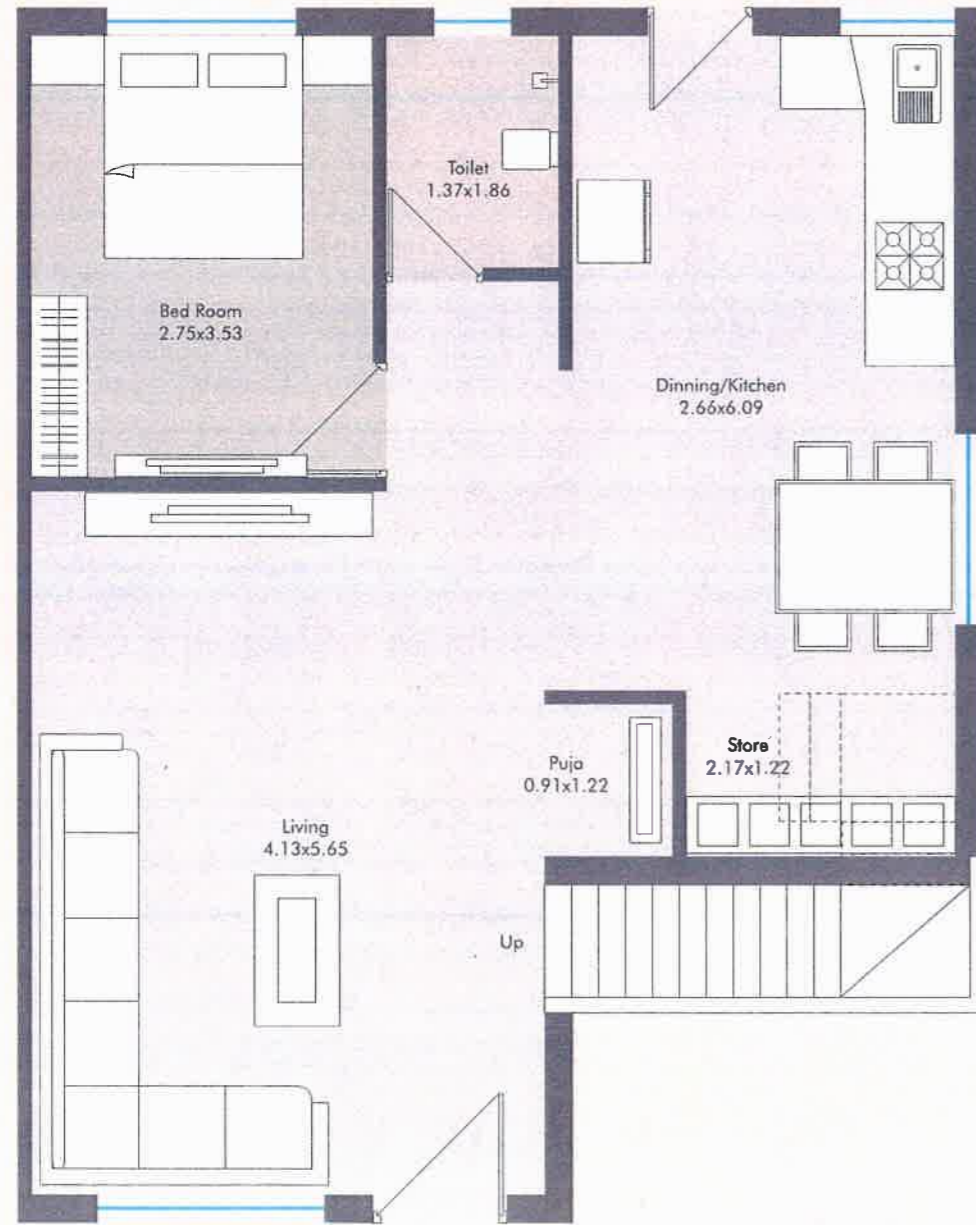 Toilet
1.37x1.86
Bed Room
2.75x3.53
Dinning/Kitchen
2.66x6.09
Store
2.17x1.22
Puja
0.91x1.22
Living
4.13x5.65
Up